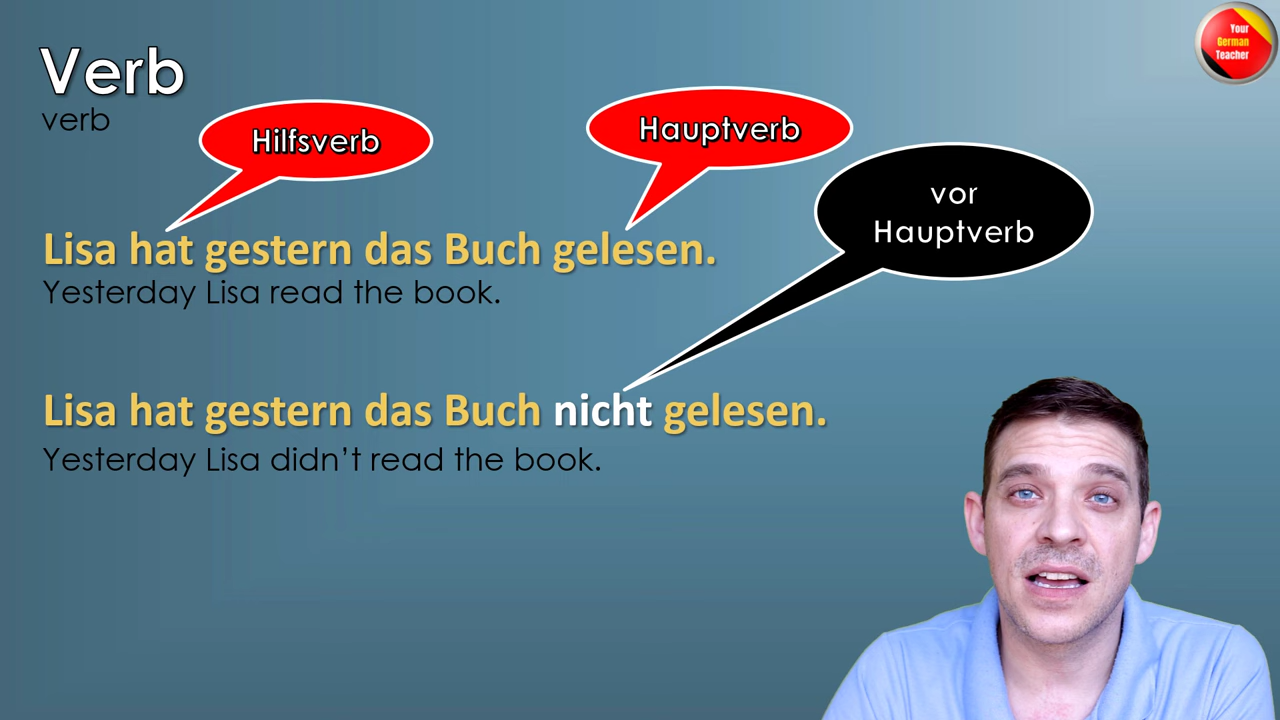 Verb
verb
Hilfsverb
Hauptverb
vor
Hauptverb
Lisa hat gestern das Buch gelesen.
Yesterday Lisa read the book.
Lisa hat gestern das Buch nicht gelesen.
Yesterday Lisa didn’t read the book.
Your
German
Teacher